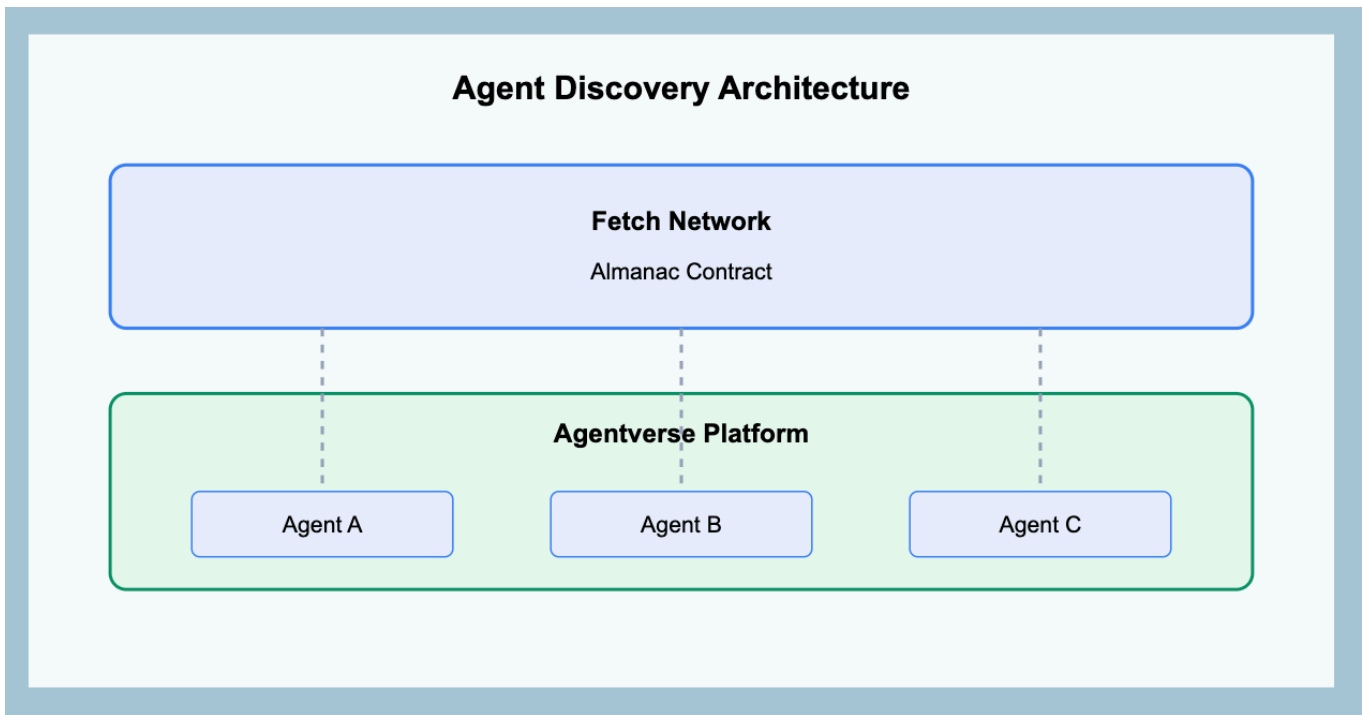 Agent Discovery Architecture
Fetch Network
Almanac Contract
Agentverse Platform
Agent A
Agent B
Agent C